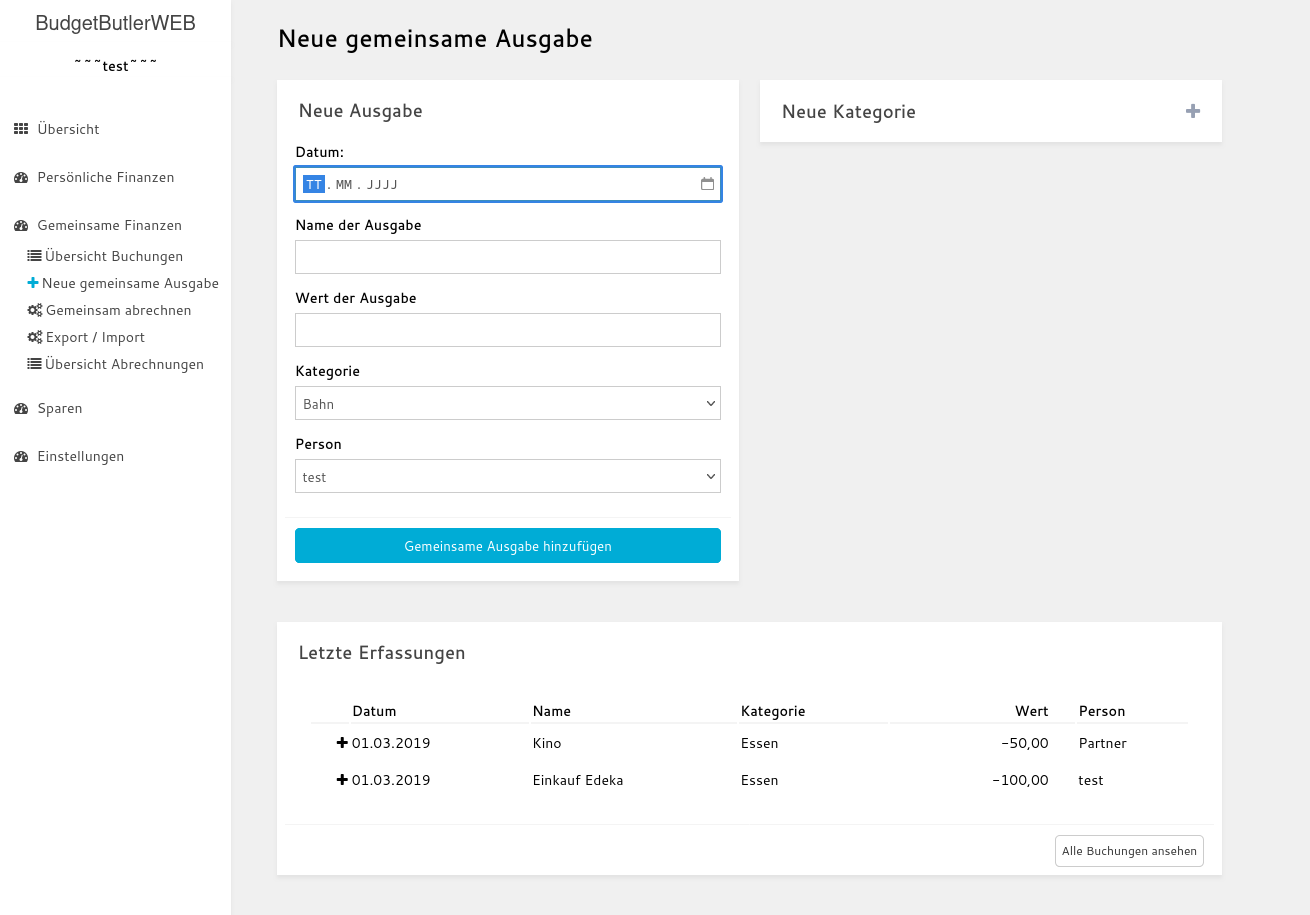 BudgetButlerWEB
~~~test~~~
Übersicht
Persönliche Finanzen
Gemeinsame Finanzen
Übersicht Buchungen
Neue gemeinsame Ausgabe
Gemeinsam abrechnen
Export / Import
Übersicht Abrechnungen
Sparen
Einstellungen
Neue gemeinsame Ausgabe
Neue Ausgabe
Datum:
TT . MM . JJJJ
Name der Ausgabe
Wert der Ausgabe
Kategorie
Bahn
Person
test
Gemeinsame Ausgabe hinzufügen
Neue Kategorie
Letzte Erfassungen
Datum Name Kategorie Wert Person
01.03.2019 Kino Essen -50,00 Partner
01.03.2019 Einkauf Edeka Essen -100,00 test
Alle Buchungen ansehen